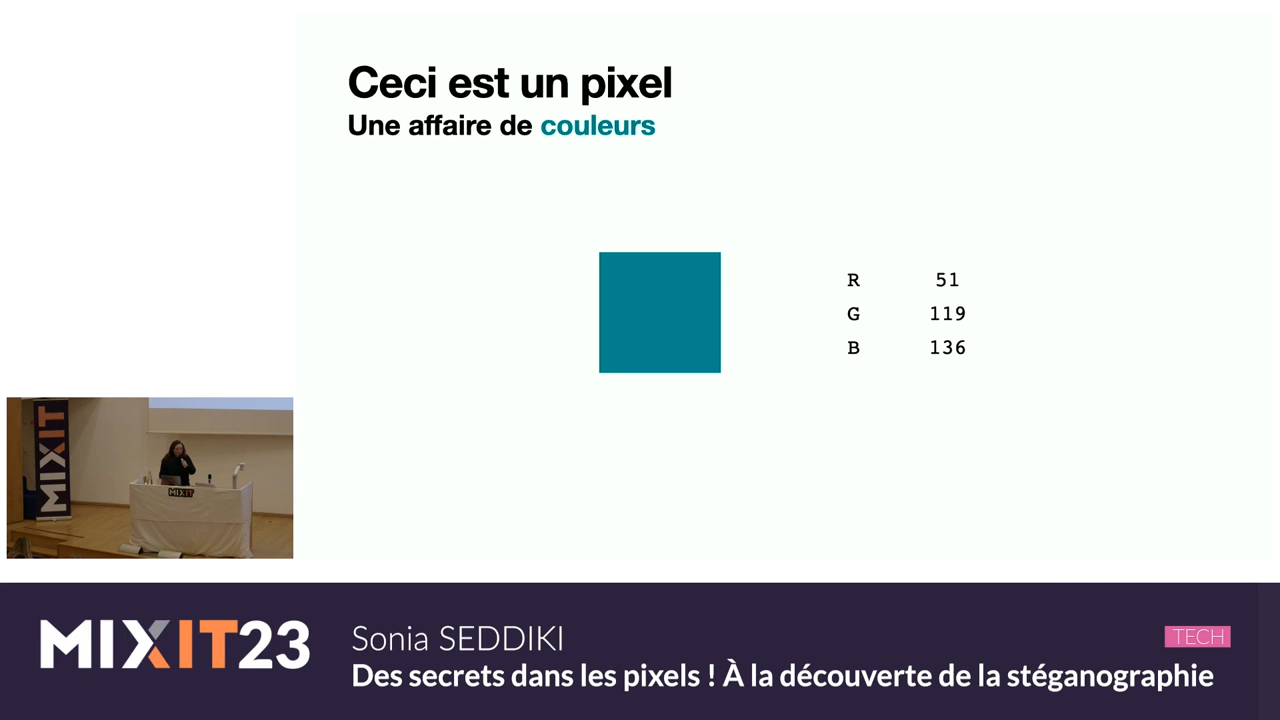 Ceci est un pixel
Une affaire de couleurs
R 51
G 119
B 136
MIXIT
MIXIT
MIXIT23
Sonia SEDDIKI
TECH
Des secrets dans les pixels ! À la découverte de la stéganographie